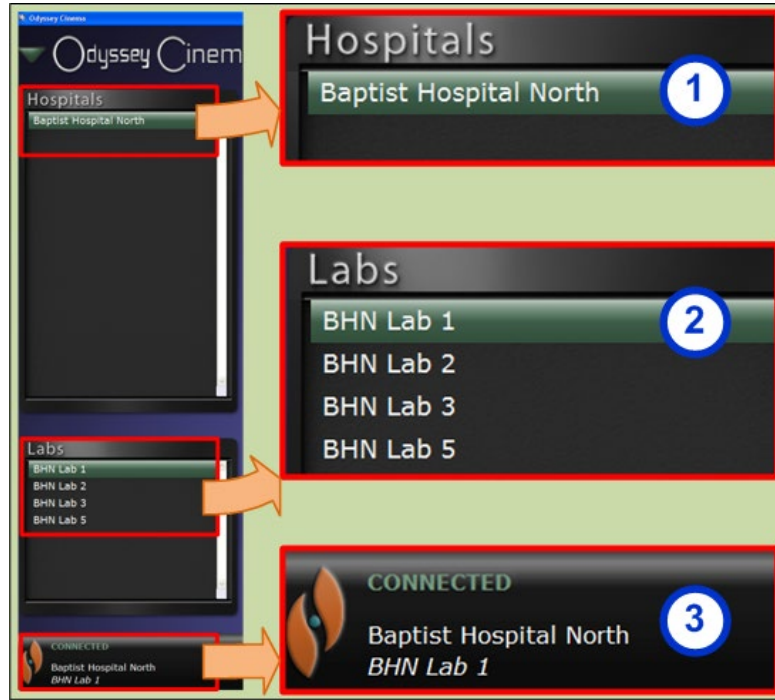 Odyssey Cinema
Odyssey Cinem
Hospitals
Baptist Hospital North
Labs
BHN Lab 1
BHN Lab 2
BHN Lab 3
BHN Lab 5
CONNECTED
Baptist Hospital North
BHN Lab 1
Hospitals
Baptist Hospital North
1
Labs
BHN Lab 1
2
BHN Lab 2
BHN Lab 3
BHN Lab 5
CONNECTED
Baptist Hospital North
3
BHN Lab 1